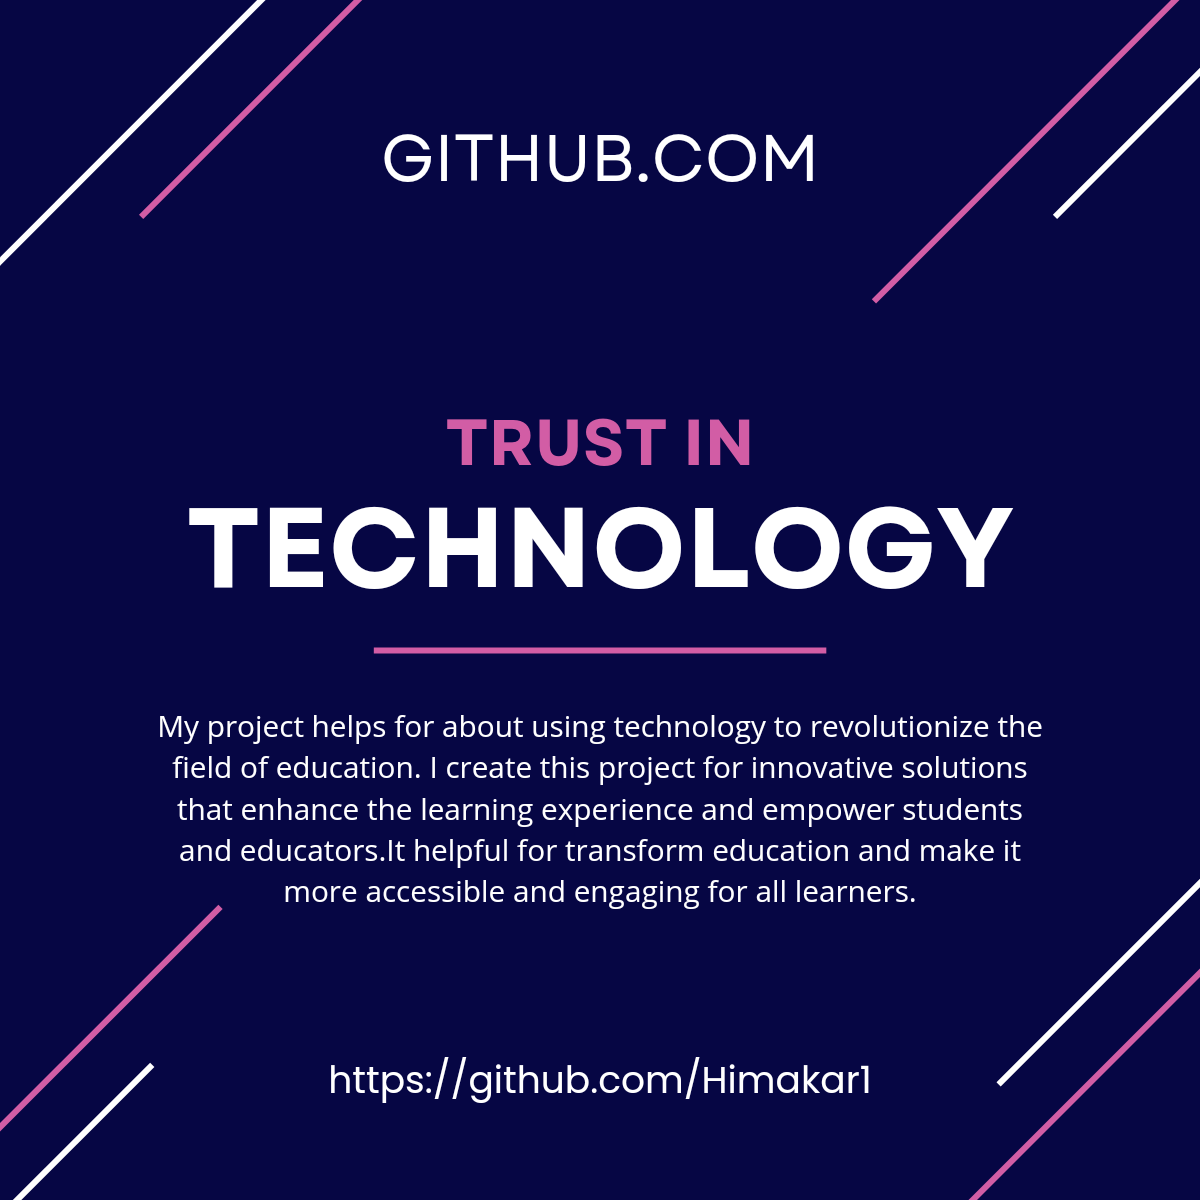 GITHUB.COM
TRUST IN
TECHNOLOGY
My project helps for about using technology to revolutionize the
field of education. I create this project for innovative solutions
that enhance the learning experience and empower students
and educators.It helpful for transform education and make it
more accessible and engaging for all learners.
https://github.com/Himakar1